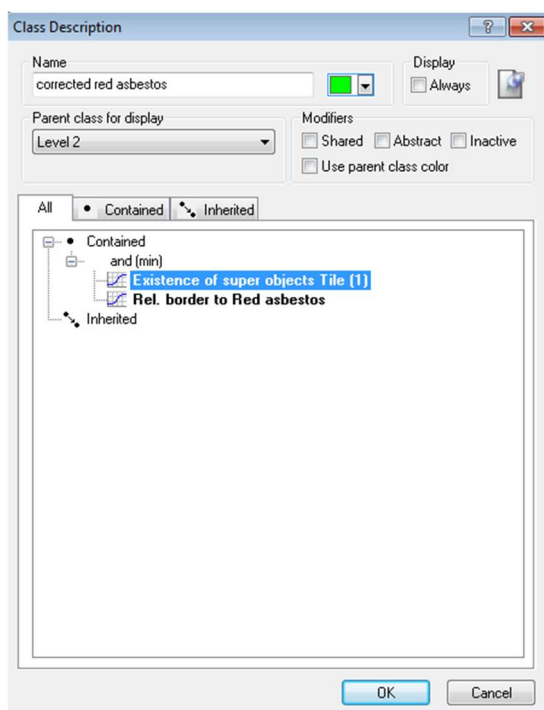 Class Description
Name
Display
corrected red asbestos
Always
Parent class for display
Modifiers
Level 2
Shared Abstract Inactive
Use parent class color
All Contained Inherited
Contained
and (min)
Existence of super objects Tile (1)
Rel. border to Red asbestos
Inherited
OK Cancel